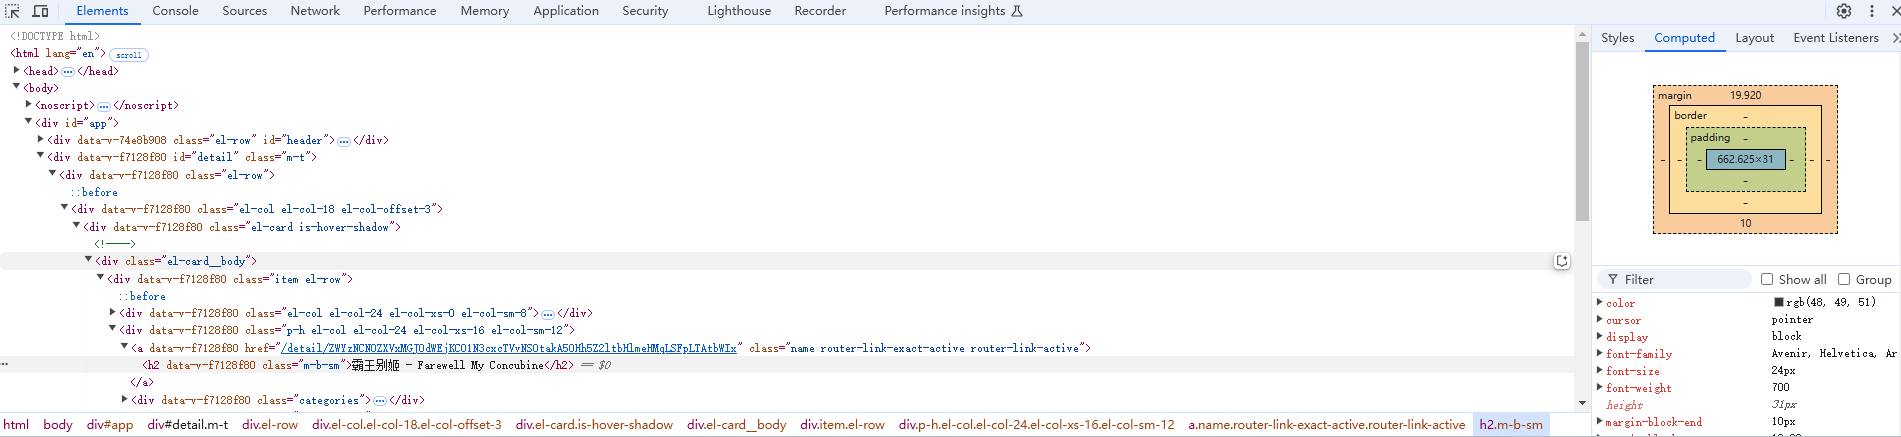 Elements Console Sources Network Performance Memory Application Security Lighthouse Recorder Performance insights
<!DOCTYPE html>
<html lang="en"> scroll
<head> ⋯ </head>
<body>
<noscript> ⋯ </noscript>
<div id="app">
<div data-v-74e8b908 class="el-row" id="header"> ⋯ </div>
<div data-v-f7128f80 id="detail" class="m-t">
<div data-v-f7128f80 class="el-row">
::before
<div data-v-f7128f80 class="el-col el-col-18 el-col-offset-3">
<div data-v-f7128f80 class="el-card is-hover-shadow">
<!---->
<div class="el-card__body">
<div data-v-f7128f80 class="item el-row">
::before
<div data-v-f7128f80 class="el-col el-col-24 el-col-xs-0 el-col-sm-8"> ⋯ </div>
<div data-v-f7128f80 class="p-h el-col el-col-24 el-col-xs-16 el-col-sm-12">
<a data-v-f7128f80 class="name router-link-exact-active router-link-active">
<h2 data-v-f7128f80 class="m-b-sm">霸王别姬 - Farewell My Concubine</h2> == $0
</a>
<div data-v-f7128f80 class="categories"> ⋯ </div>
html body div#app div#detail.m-t div.el-row div.el-col.el-col-18.el-col-offset-3 div.el-card.is-hover-shadow div.el-card__body div.item.el-row div.p-h.el-col.el-col-24.el-col-xs-16.el-col-sm-12 a.name.router-link-exact-active.router-link-active h2.m-b-sm
Styles Computed Layout Event Listeners
margin 19.920
border -
padding -
- - - 662.625×31 - - -
-
-
10
Filter Show all Group
color rgb(48, 49, 51)
cursor pointer
display block
font-family Avenir, Helvetica, Ar
font-size 24px
font-weight 700
height 31px
margin-block-end 10px